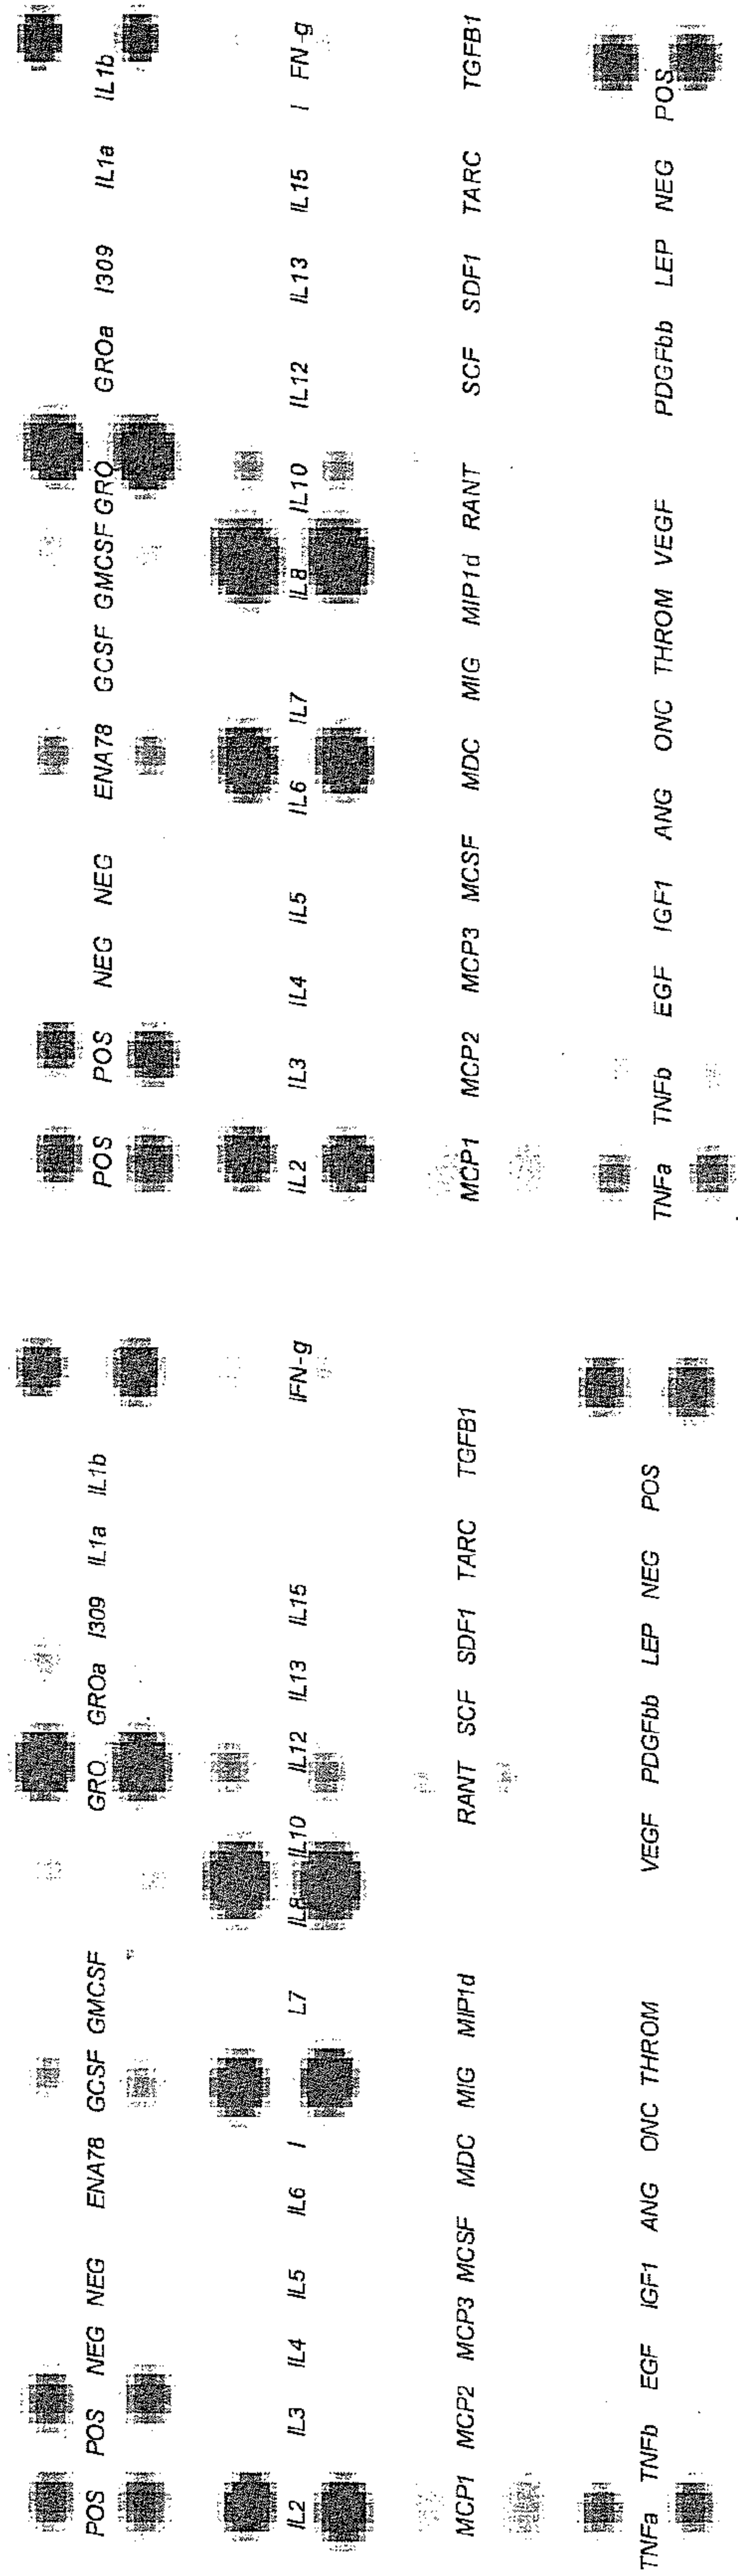 POS POS NEG NEG ENA78 GCSF GMCSF GRO GROa I309 IL1a IL1b
IL2 IL3 IL4 IL5 IL6 I L7 IL8 IL10 IL12 IL13 IL15 IFN-g
MCP1 MCP2 MCP3 MCSF MDC MIG MIP1d RANT SCF SDF1 TARC TGFB1
TNFa TNFb EGF IGF1 ANG ONC THROM VEGF PDGFbb LEP NEG POS
POS POS NEG NEG ENA78 GCSF GMCSF GRO GROa I309 IL1a IL1b
IL2 IL3 IL4 IL5 IL6 IL7 IL8 IL10 IL12 IL13 IL15 I FN-g
MCP1 MCP2 MCP3 MCSF MDC MIG MIP1d RANT SCF SDF1 TARC TGFB1
TNFa TNFb EGF IGF1 ANG ONC THROM VEGF PDGFbb LEP NEG POS